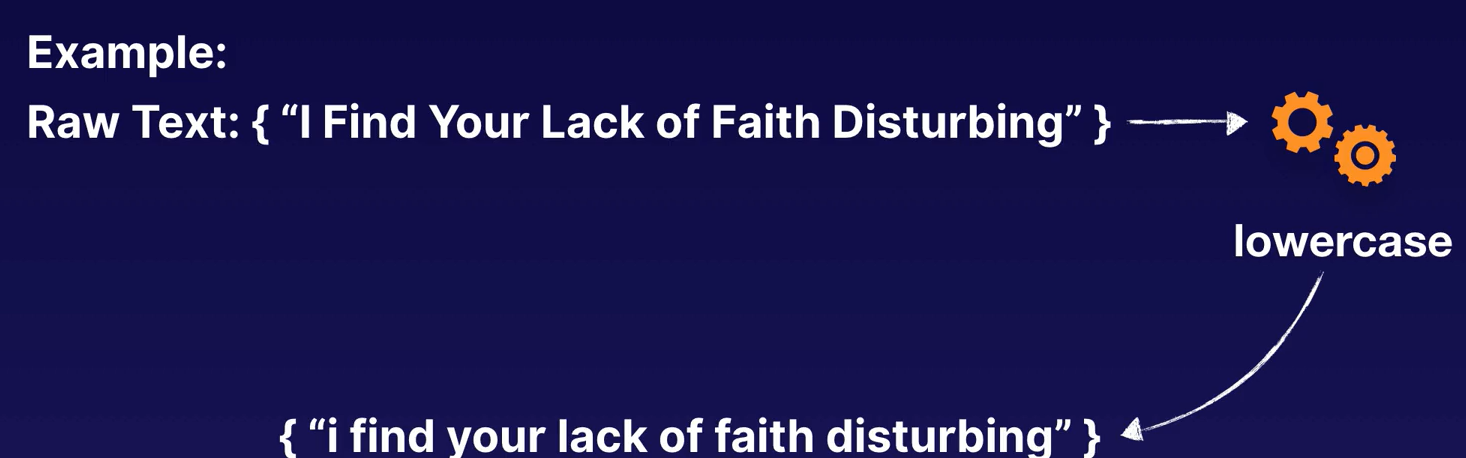 Example:
Raw Text: { “I Find Your Lack of Faith Disturbing” }
lowercase
{ “i find your lack of faith disturbing” }